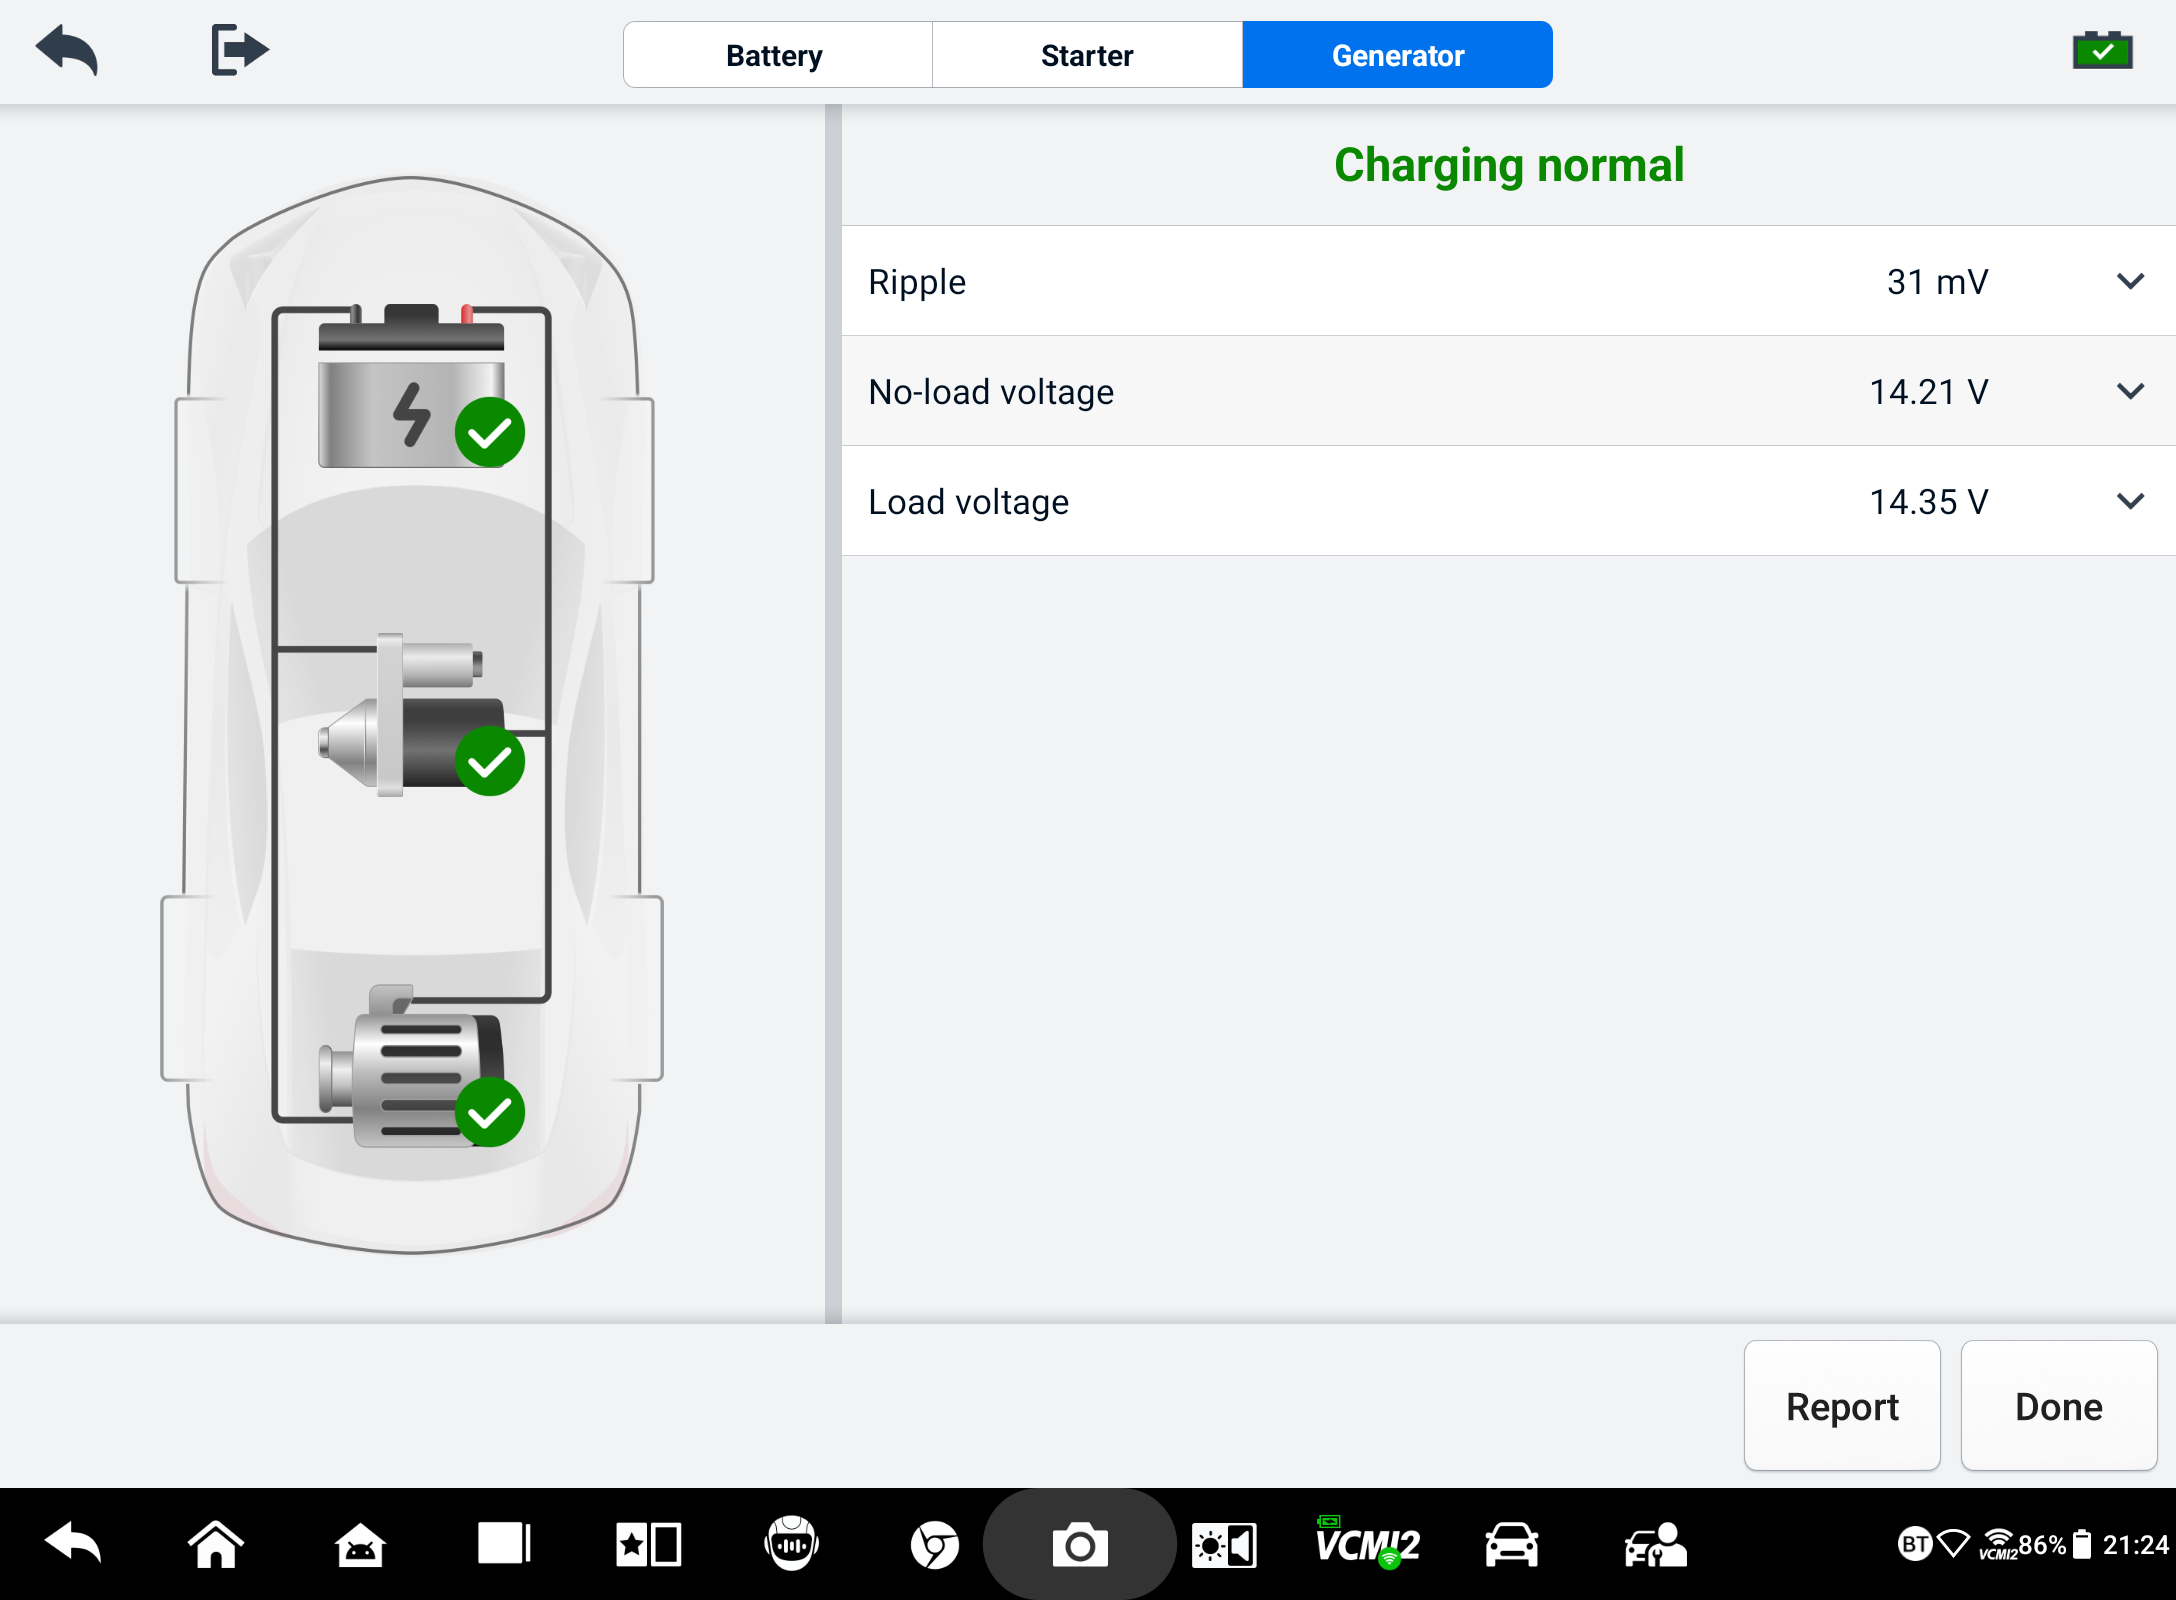 Battery
Starter
Generator
Charging normal
Ripple 31 mV
No-load voltage 14.21 V
Load voltage 14.35 V
Report
Done
VCMI2
BT VCMI2 86% 21:24